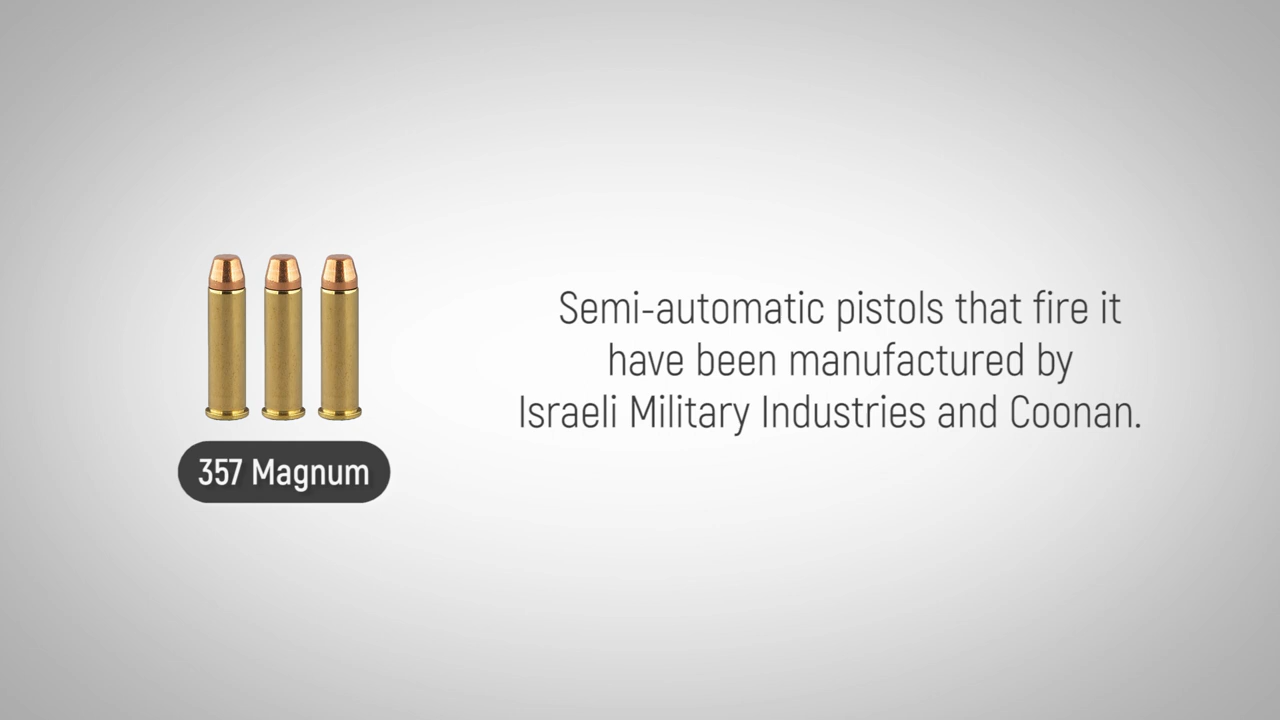 357 Magnum
Semi-automatic pistols that fire it
have been manufactured by
Israeli Military Industries and Coonan.